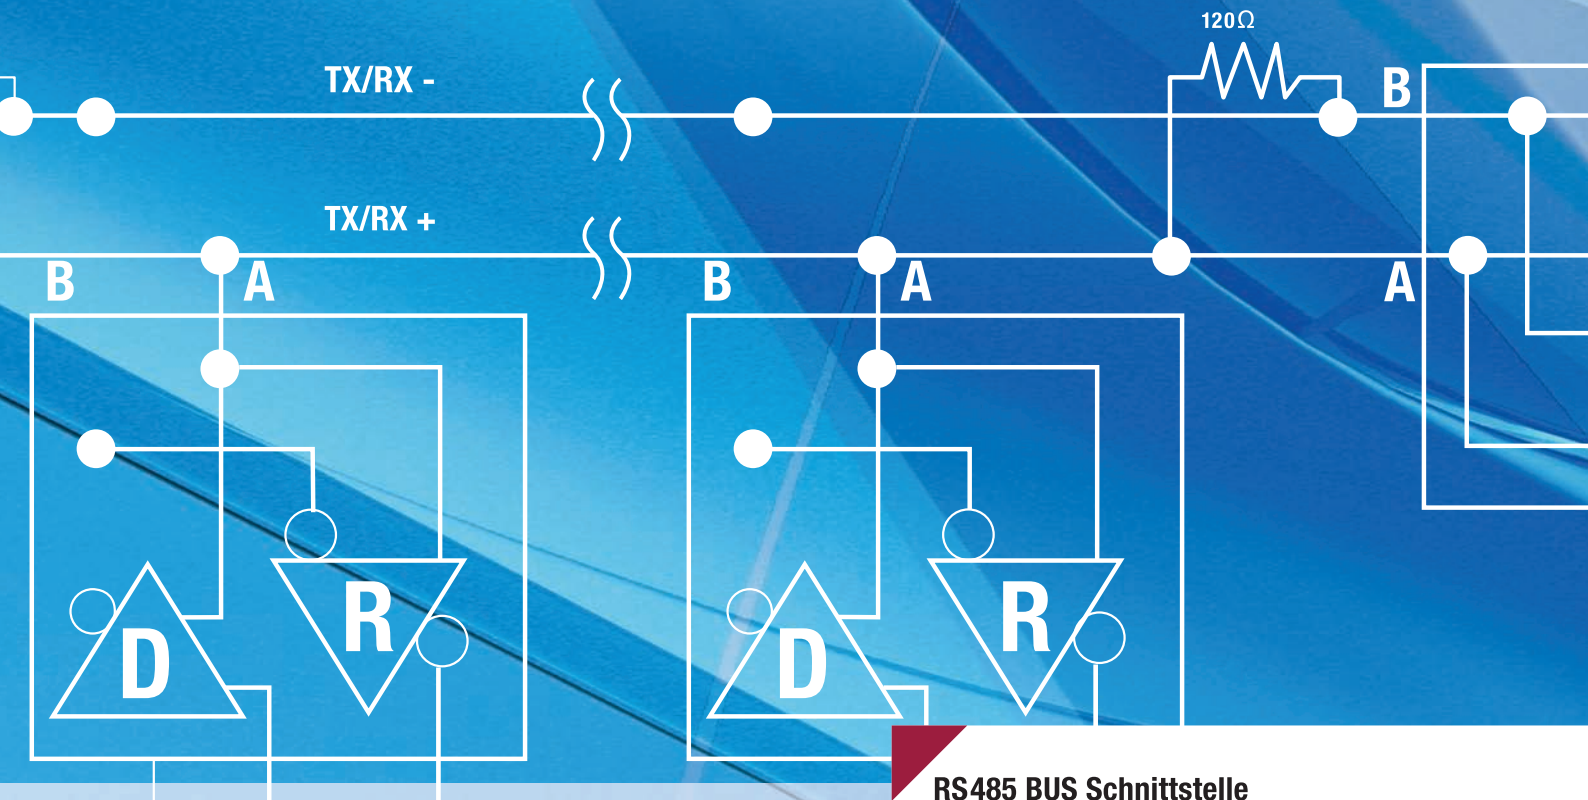 120Ω
TX/RX -
B
TX/RX +
B A B A A
D R D R
RS485 BUS Schnittstelle